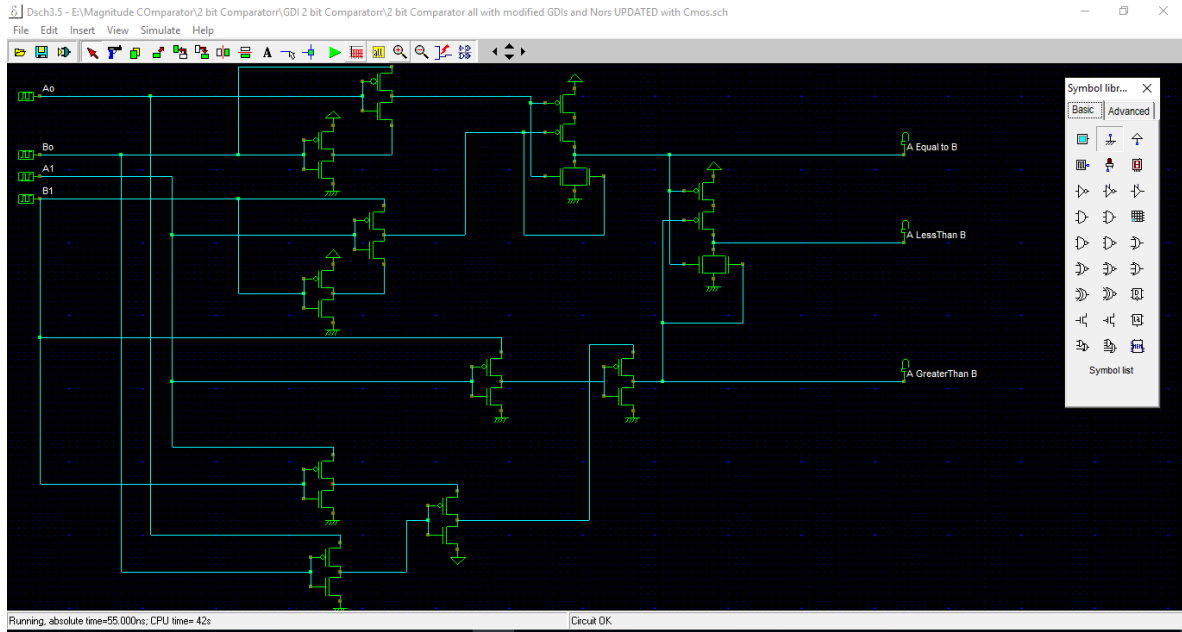 Dsch3.5 - E:\Magnitude COmparator\2 bit Comparatorr\GDI 2 bit Comparatorr\2 bit Comparator all with modified GDIs and Nors UPDATED with Cmos.sch
File Edit Insert View Simulate Help
Ao
Bo
A1
B1
A Equal to B
A LessThan B
A GreaterThan B
Symbol libr...
Basic
Advanced
Symbol list
Running, absolute time=55.000ns; CPU time= 42s
Circuit OK